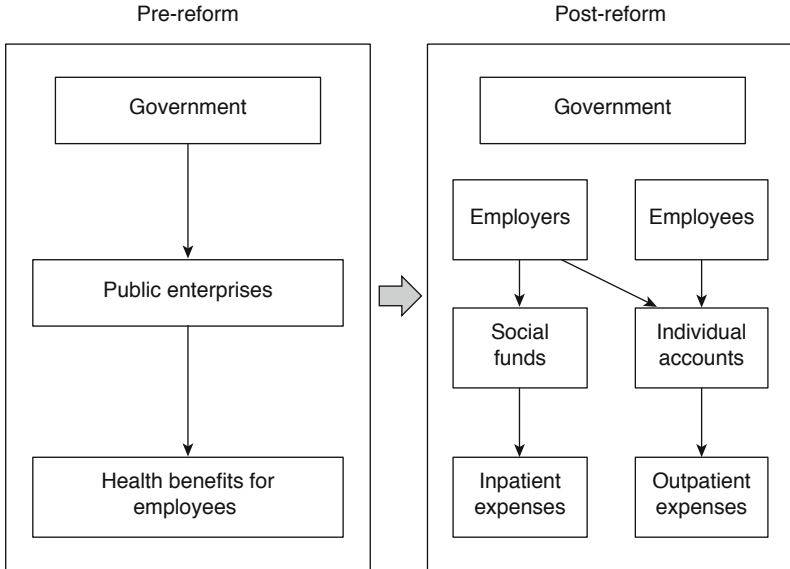 Pre-reform
Government
Public enterprises
Health benefits for
employees
Post-reform
Government
Employers
Employees
Social
funds
Individual
accounts
Inpatient
expenses
Outpatient
expenses